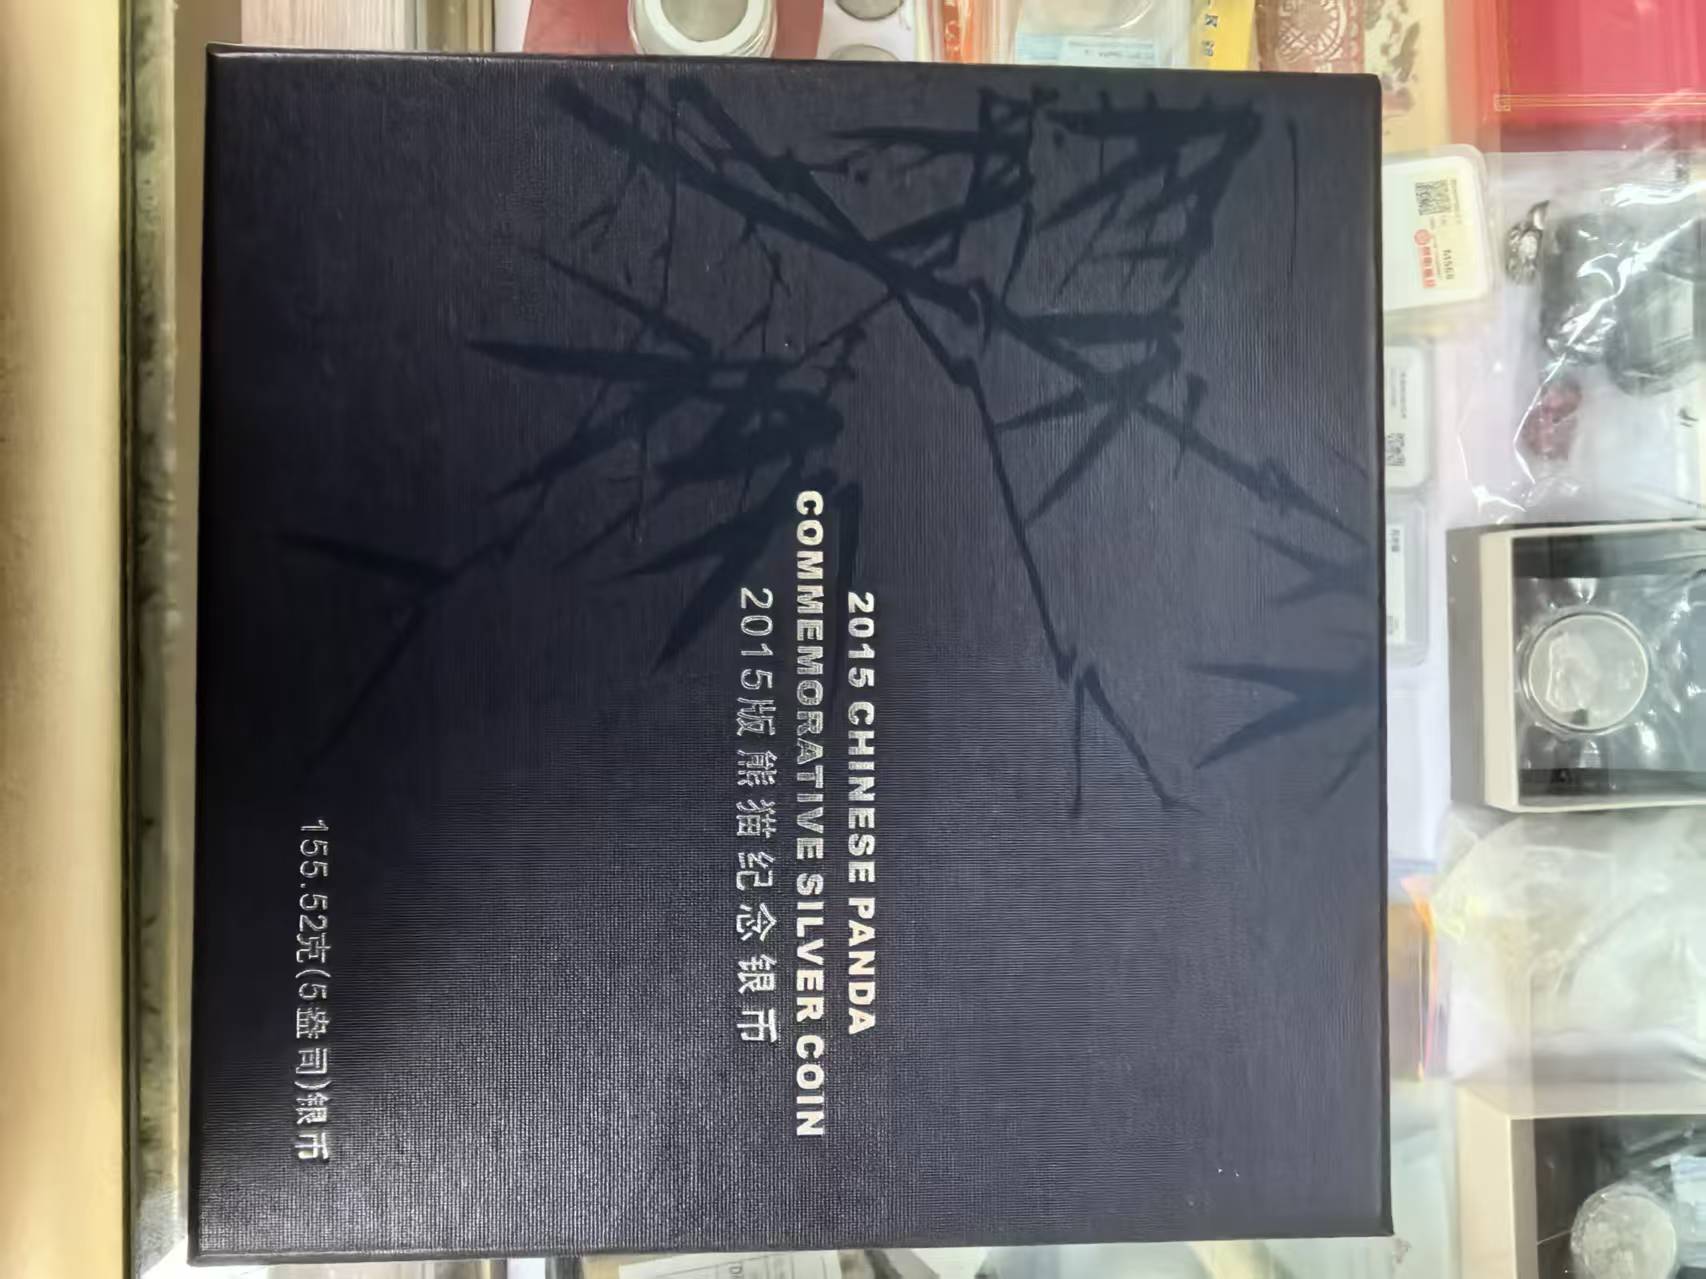 2015 CHINESE PANDA
COMMEMORATIVE SILVER COIN
2015版熊猫纪念银币
155.52克(5盎司)银币
MS68